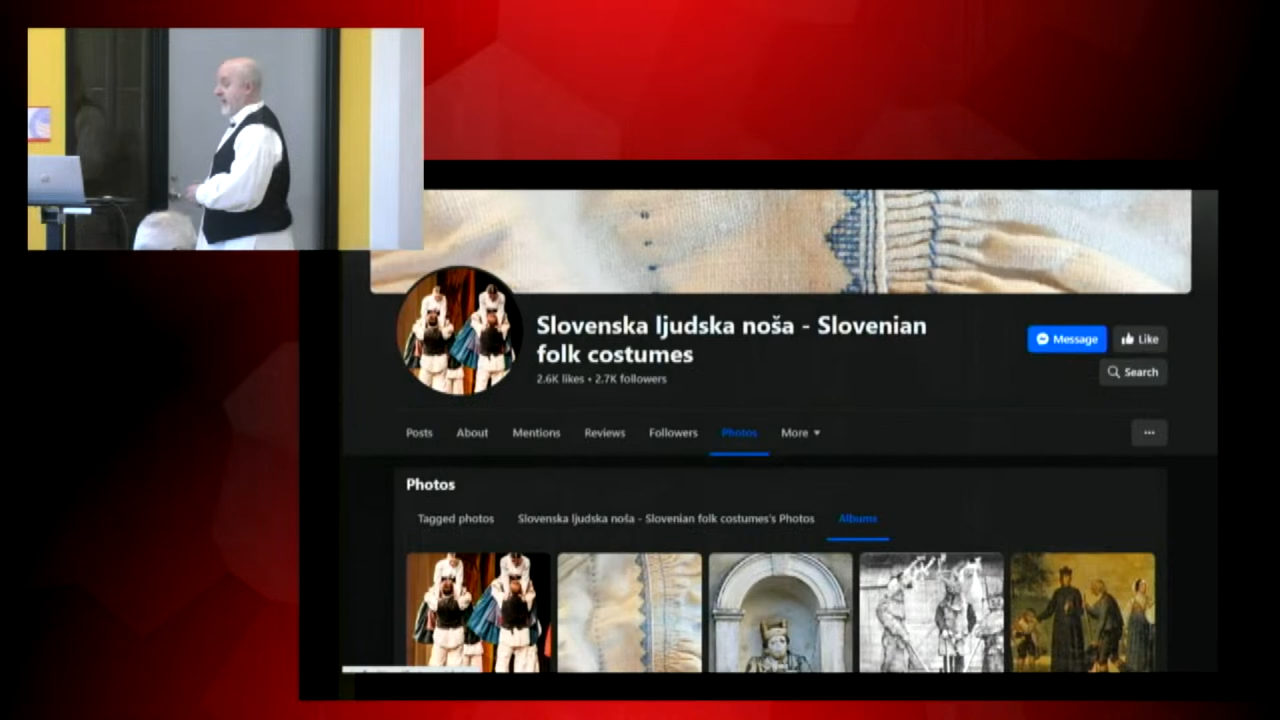 Slovenska ljudska noša - Slovenian
folk costumes
2.6K likes • 2.7K followers
Message
Like
Search
Posts
About
Mentions
Reviews
Followers
Photos
More
Photos
Tagged photos
Slovenska ljudska noša - Slovenian folk costumes's Photos
Albums